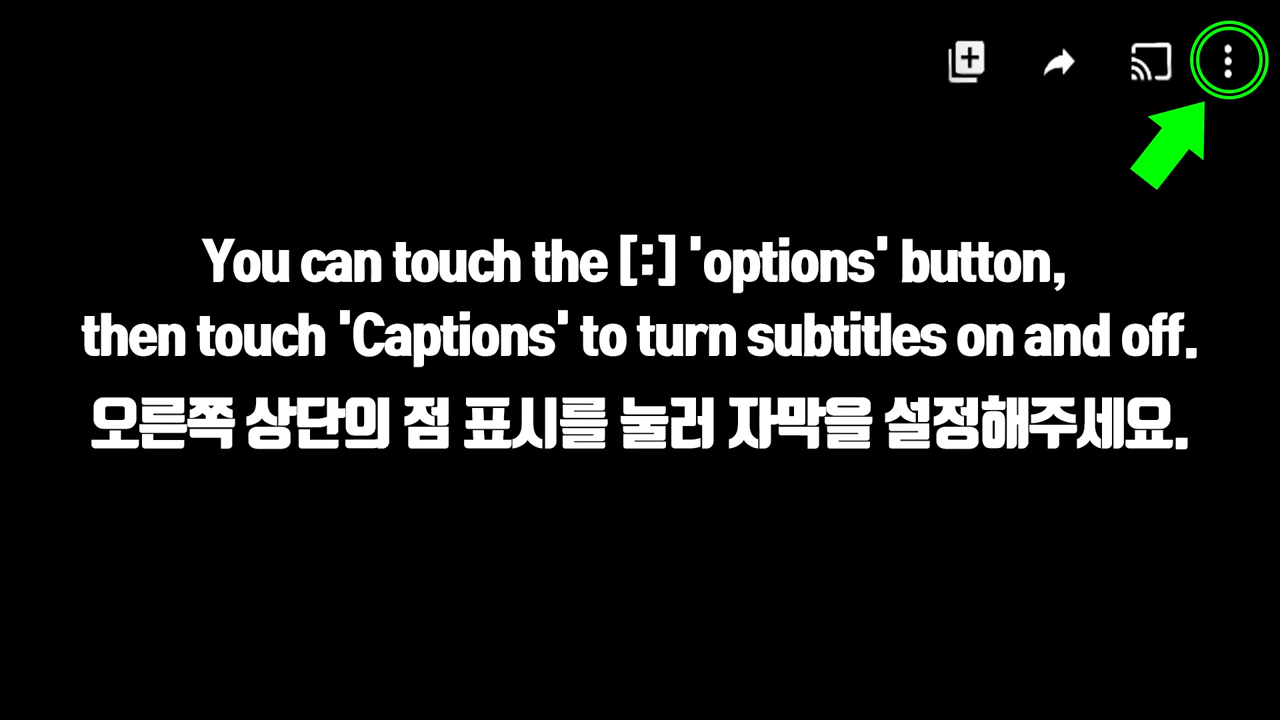 You can touch the [:] 'options' button,
then touch 'Captions' to turn subtitles on and off.
오른쪽 상단의 점 표시를 눌러 자막을 설정해주세요.